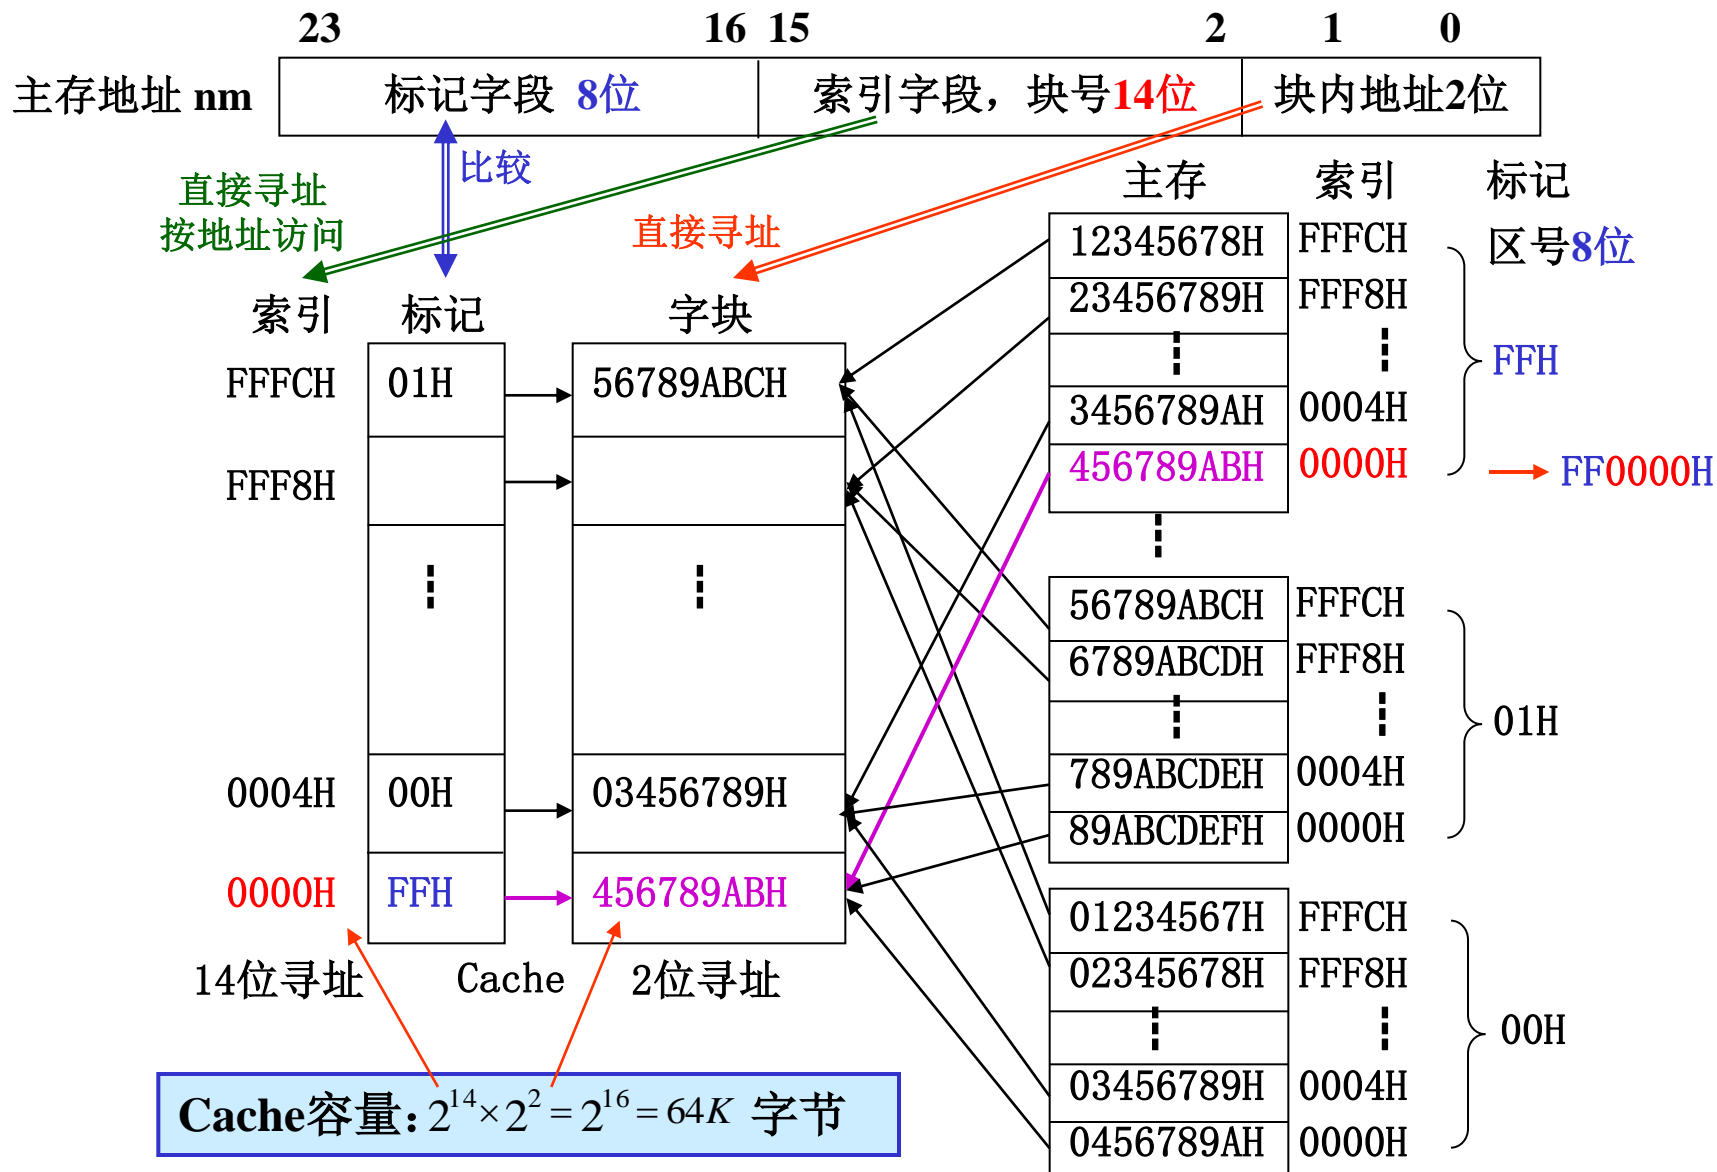 23 16 15 2 1 0
主存地址 nm 标记字段 8位 索引字段，块号14位 块内地址2位
比较
直接寻址
按地址访问
直接寻址
主存 索引 标记
12345678H FFFCH 区号8位
23456789H FFF8H
FFH
3456789AH 0004H
456789ABH 0000H FF0000H
索引 标记 字块
FFFCH 01H 56789ABCH
FFF8H
0004H 00H 03456789H
0000H FFH 456789ABH
14位寻址 Cache 2位寻址
56789ABCH FFFCH
6789ABCDH FFF8H
01H
789ABCDEH 0004H
89ABCDEFH 0000H
01234567H FFFCH
02345678H FFF8H
00H
03456789H 0004H
0456789AH 0000H
Cache容量：2^14×2^2=2^16=64K 字节